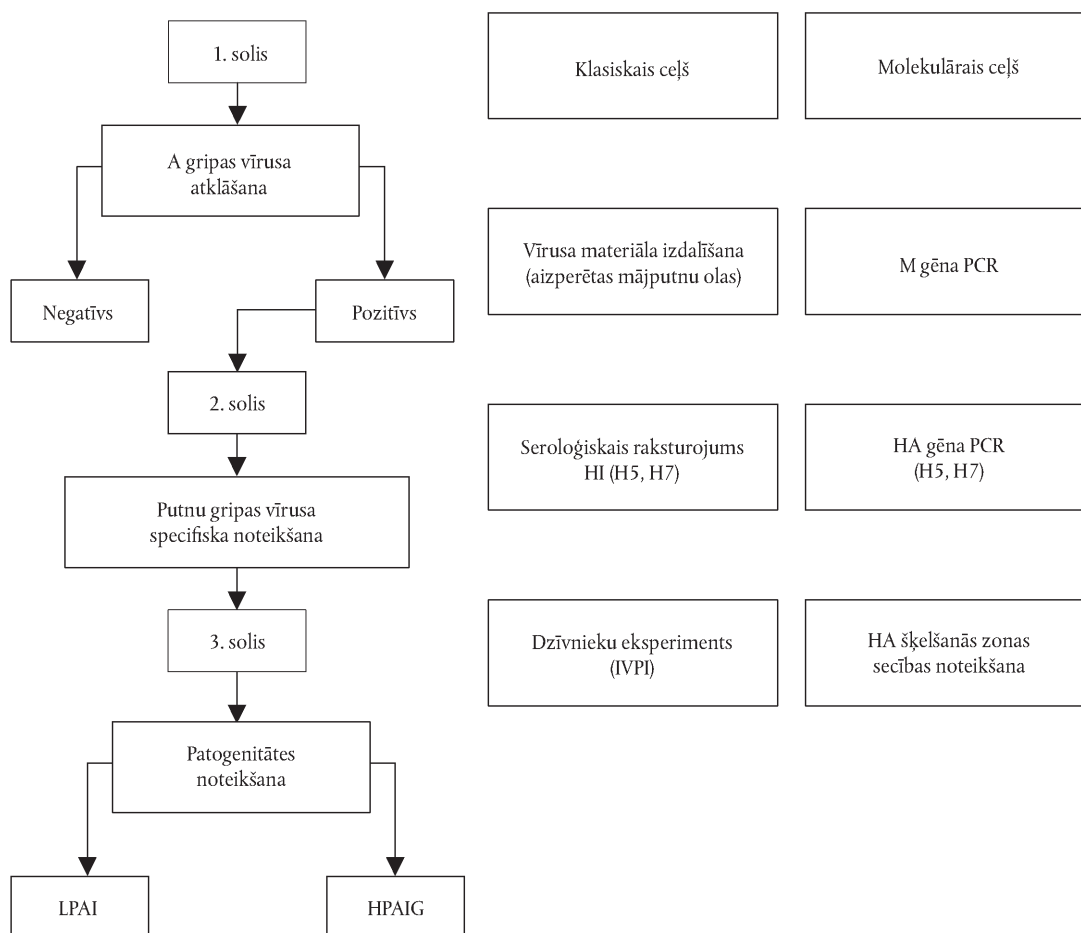 1. solis
Klasiskais ceļš
Molekulārais ceļš
A gripas vīrusa
atklāšana
Vīrusa materiāla izdalīšana
(aizperētas mājputnu olas)
M gēna PCR
Negatīvs
Pozitīvs
2. solis
Seroloģiskais raksturojums
HI (H5, H7)
HA gēna PCR
(H5, H7)
Putnu gripas vīrusa
specifiska noteikšana
3. solis
Dzīvnieku eksperiments
(IVPI)
HA šķelšanās zonas
secības noteikšana
Patogenitātes
noteikšana
LPAI
HPAIG